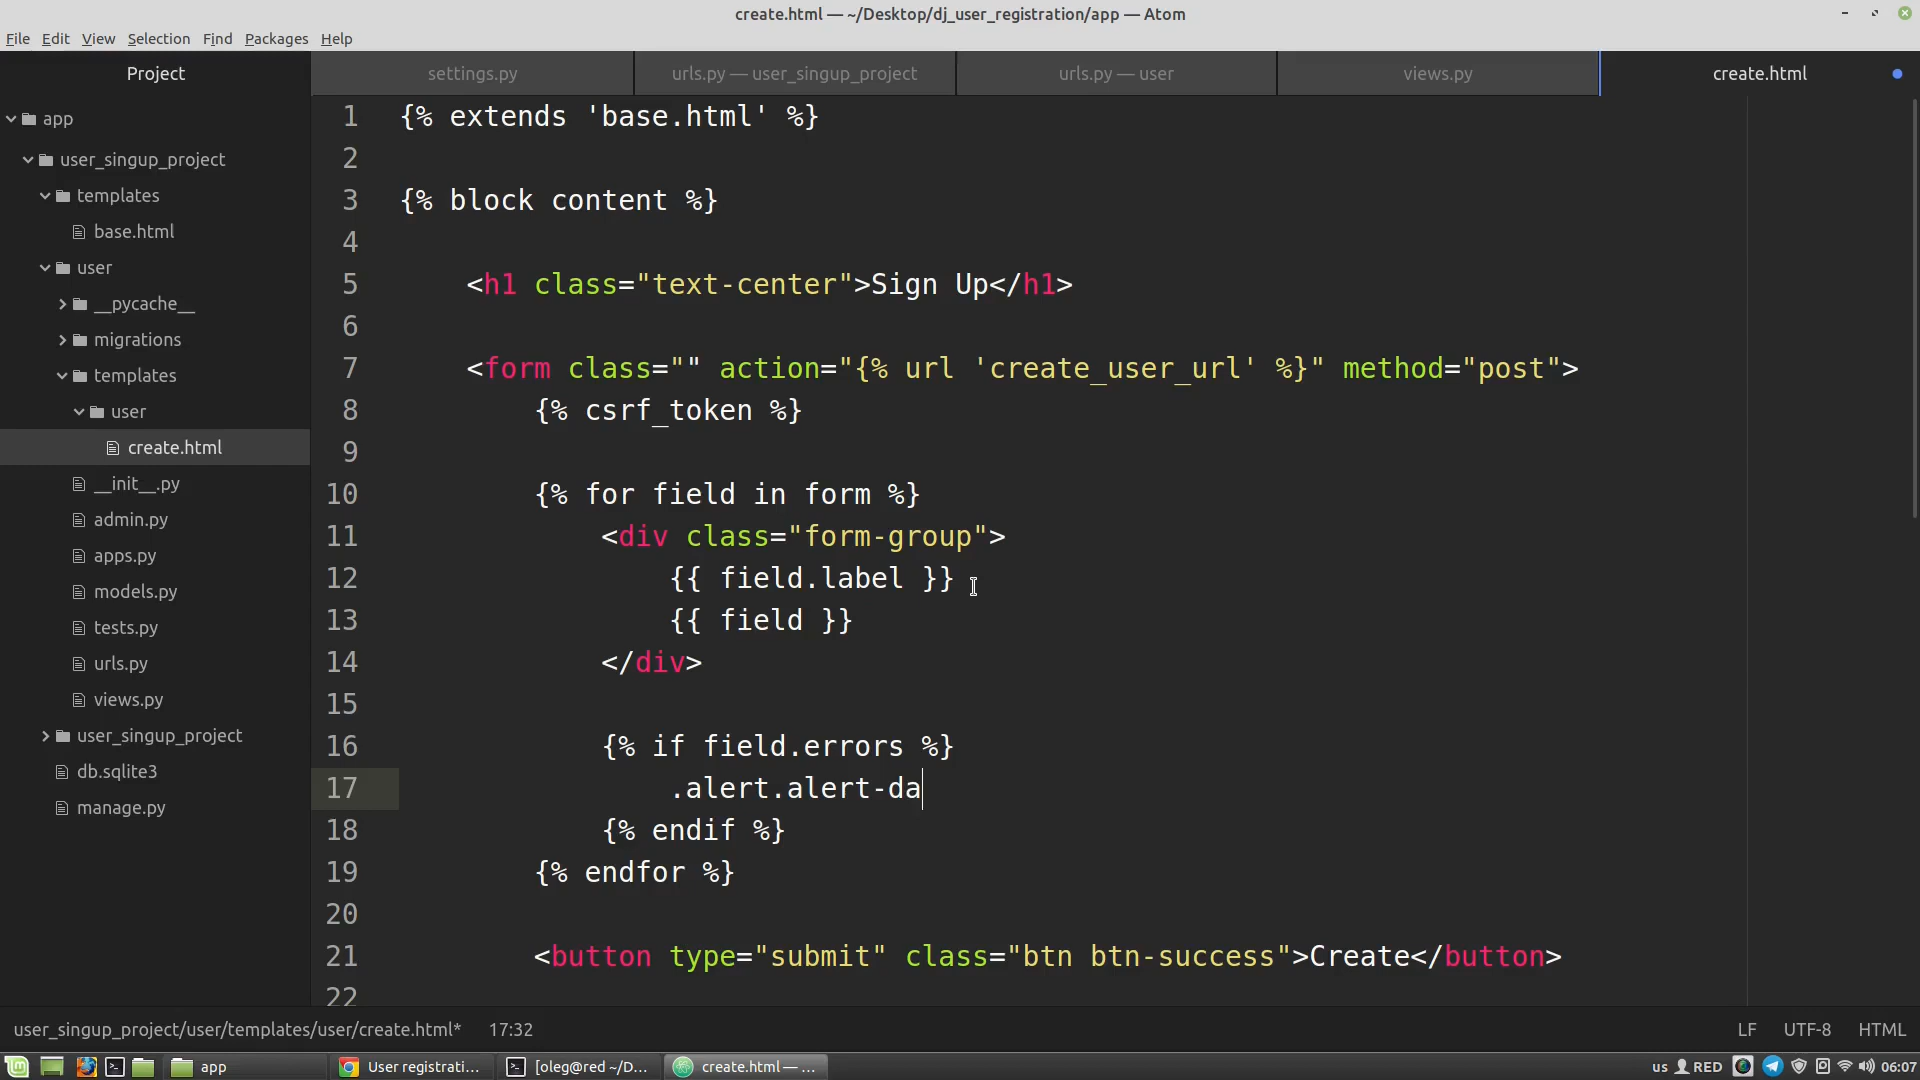 create.html — ~/Desktop/dj_user_registration/app — Atom
File Edit View Selection Find Packages Help
Project
settings.py
urls.py — user_singup_project
urls.py — user
views.py
create.html
app
user_singup_project
templates
base.html
user
__pycache__
migrations
templates
user
create.html
__init__.py
admin.py
apps.py
models.py
tests.py
urls.py
views.py
user_singup_project
db.sqlite3
manage.py
1 {% extends 'base.html' %}
2
3 {% block content %}
4
5 <h1 class="text-center">Sign Up</h1>
6
7 <form class="" action="{% url 'create_user_url' %}" method="post">
8 {% csrf_token %}
9
10 {% for field in form %}
11 <div class="form-group">
12 {{ field.label }}
13 {{ field }}
14 </div>
15
16 {% if field.errors %}
17 .alert.alert-da
18 {% endif %}
19 {% endfor %}
20
21 <button type="submit" class="btn btn-success">Create</button>
22
user_singup_project/user/templates/user/create.html* 17:32
LF UTF-8 HTML
app
User registrati...
[oleg@red ~/D...
create.html — ...
us RED 06:07